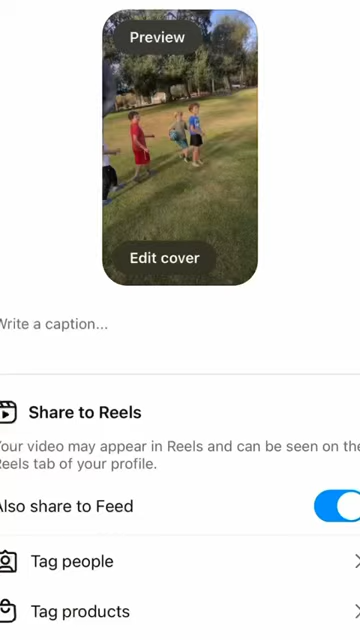 Preview
Edit cover
Write a caption...
Share to Reels
Your video may appear in Reels and can be seen on the
Reels tab of your profile.
Also share to Feed
Tag people
Tag products